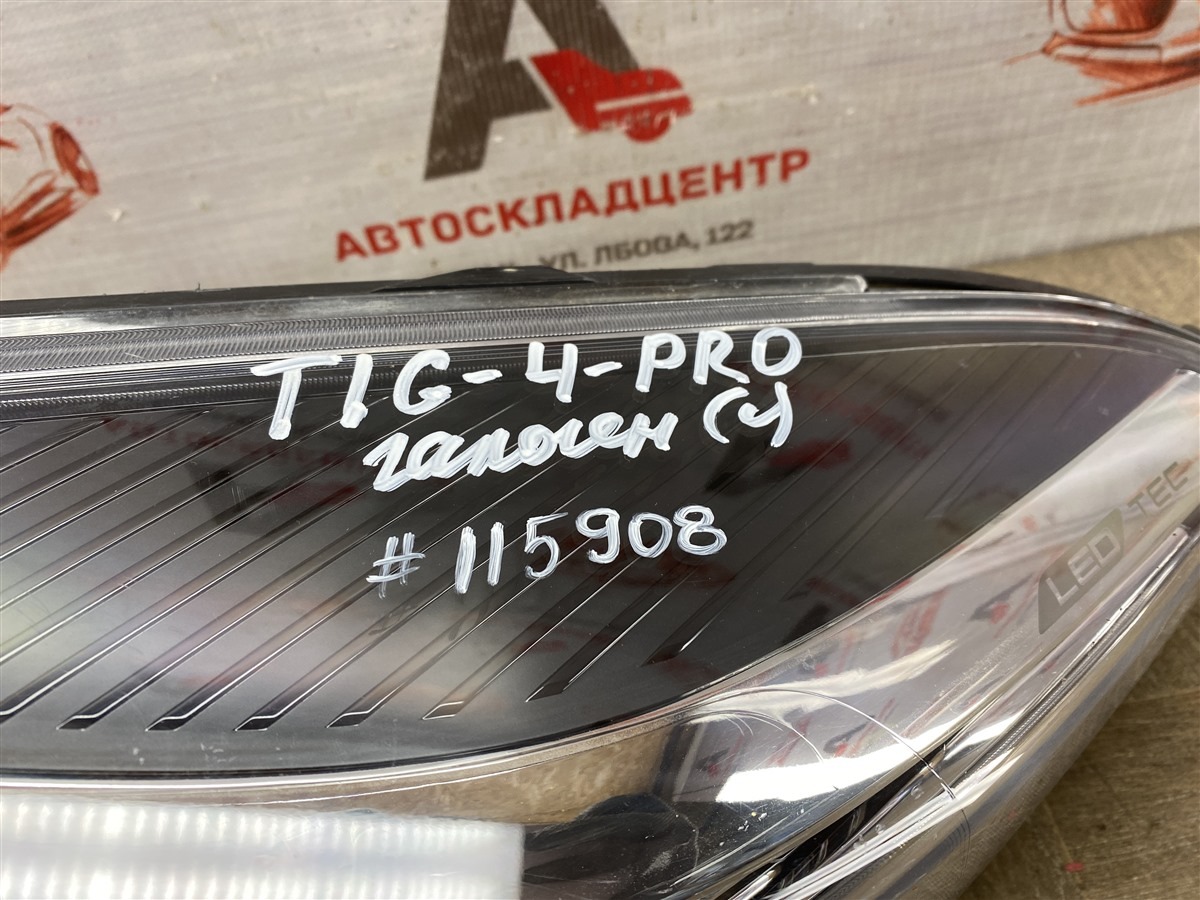 АВТОСКЛАДЦЕНТР
УЛ. ЛБОВА, 122
TIG-4-PRO
галоген (с)
#115908
LED TEC